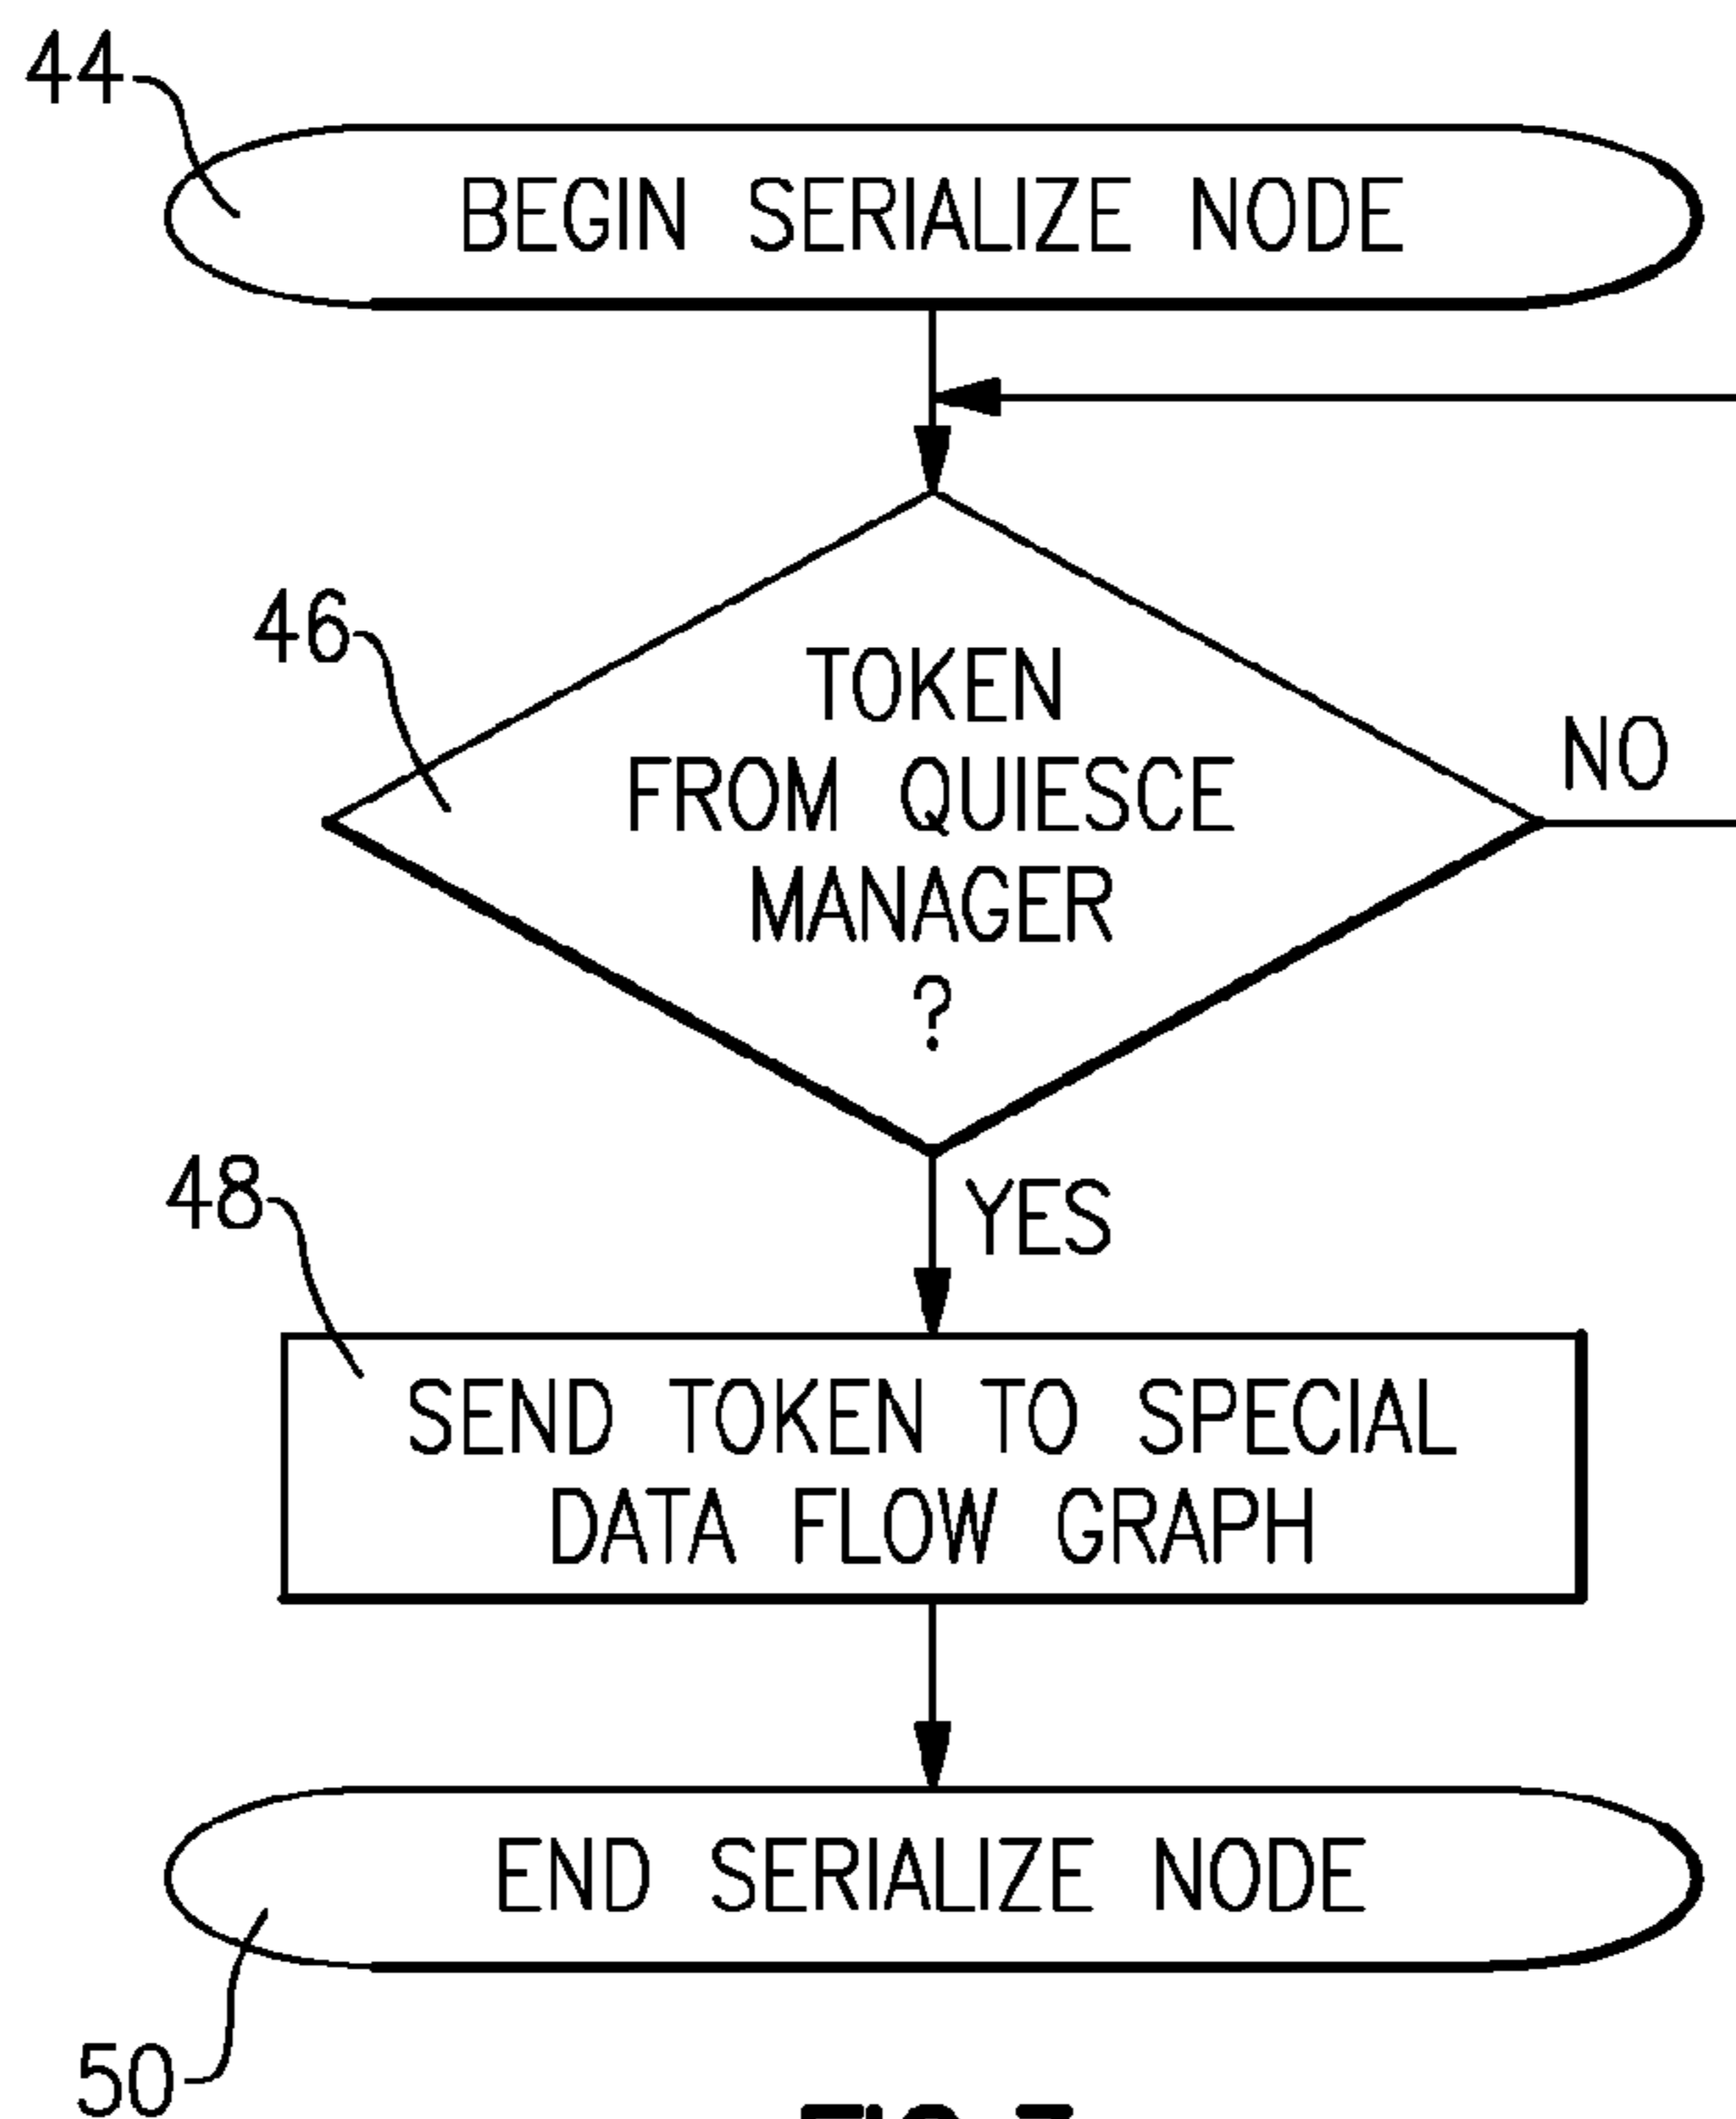 44
BEGIN SERIALIZE NODE
46
TOKEN
FROM QUIESCE
MANAGER
?
NO
48
YES
SEND TOKEN TO SPECIAL
DATA FLOW GRAPH
END SERIALIZE NODE
50